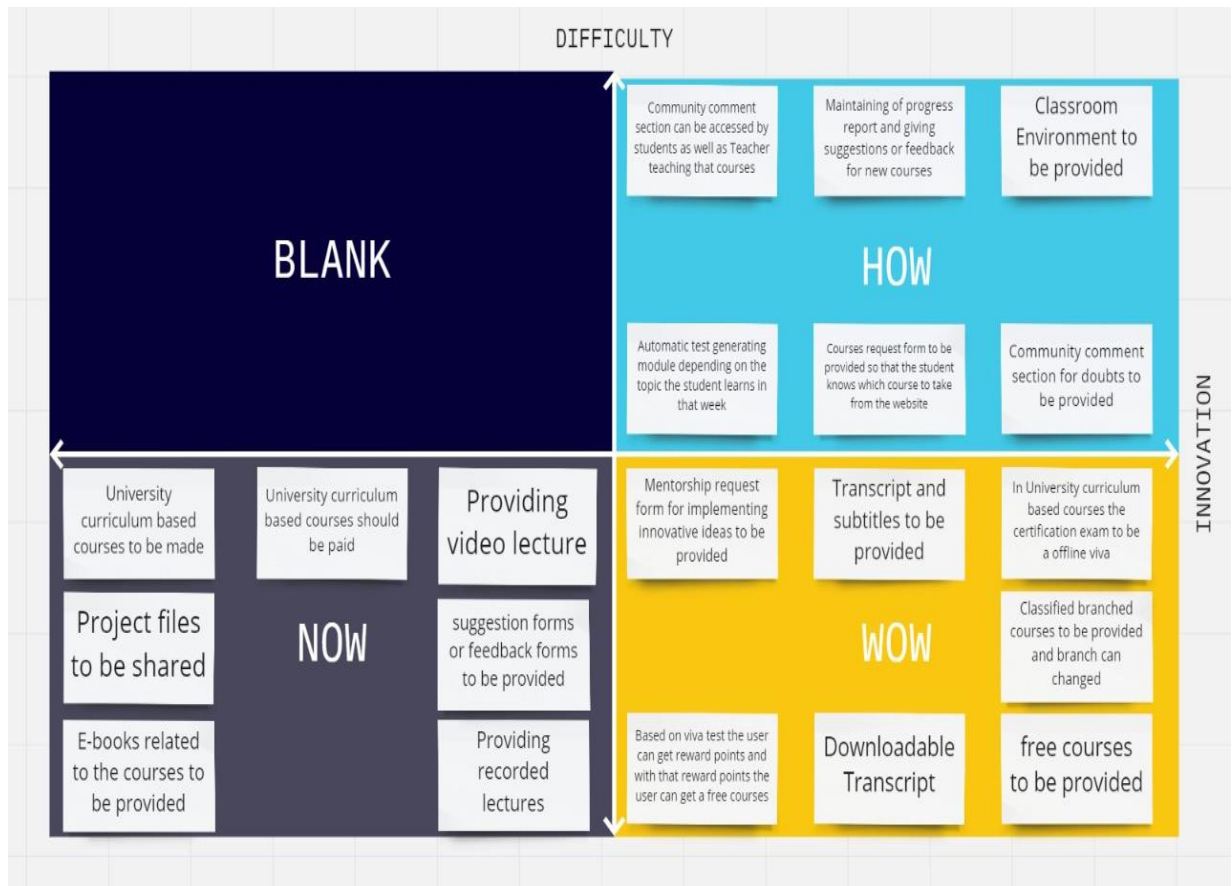 DIFFICULTY
Community comment
section can be accessed by
students as well as Teacher
teaching that courses
Maintaining of progress
report and giving
suggestions or feedback
for new courses
Classroom
Environment to
be provided
BLANK
HOW
Automatic test generating
module depending on the
topic the student learns in
that week
Courses request form to be
provided so that the student
knows which course to take
from the website
Community comment
section for doubts to
be provided
INNOVATION
University
curriculum based
courses to be made
University curriculum
based courses should
be paid
Providing
video lecture
Project files
to be shared
NOW
suggestion forms
or feedback forms
to be provided
E-books related
to the courses to
be provided
Providing
recorded
lectures
Mentorship request
form for implementing
innovative ideas to be
provided
Transcript and
subtitles to be
provided
In University curriculum
based courses the
certification exam to be
a offline viva
WOW
Classified branched
courses to be provided
and branch can
changed
Based on viva test the user
can get reward points and
with that reward points the
user can get a free courses
Downloadable
Transcript
free courses
to be provided